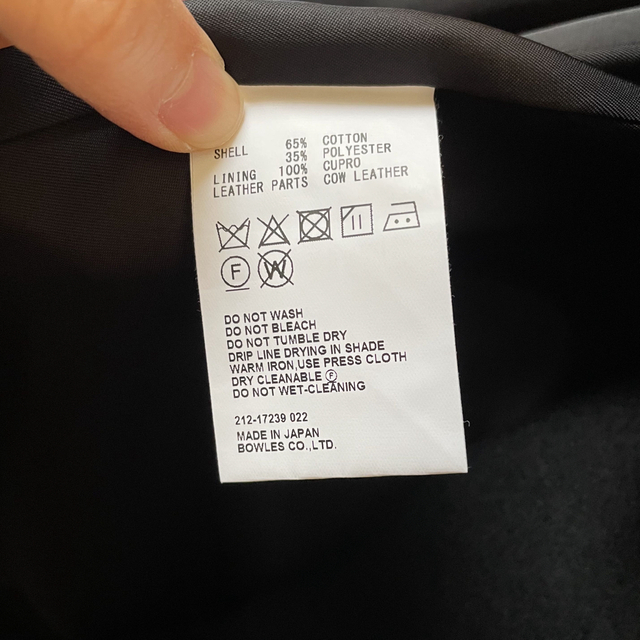 SHELL 65% COTTON
35% POLYESTER
LINING 100% CUPRO
LEATHER PARTS COW LEATHER
F W
DO NOT WASH
DO NOT BLEACH
DO NOT TUMBLE DRY
DRIP LINE DRYING IN SHADE
WARM IRON,USE PRESS CLOTH
DRY CLEANABLE Ⓕ
DO NOT WET-CLEANING
212-17239 022
MADE IN JAPAN
BOWLES CO.,LTD.